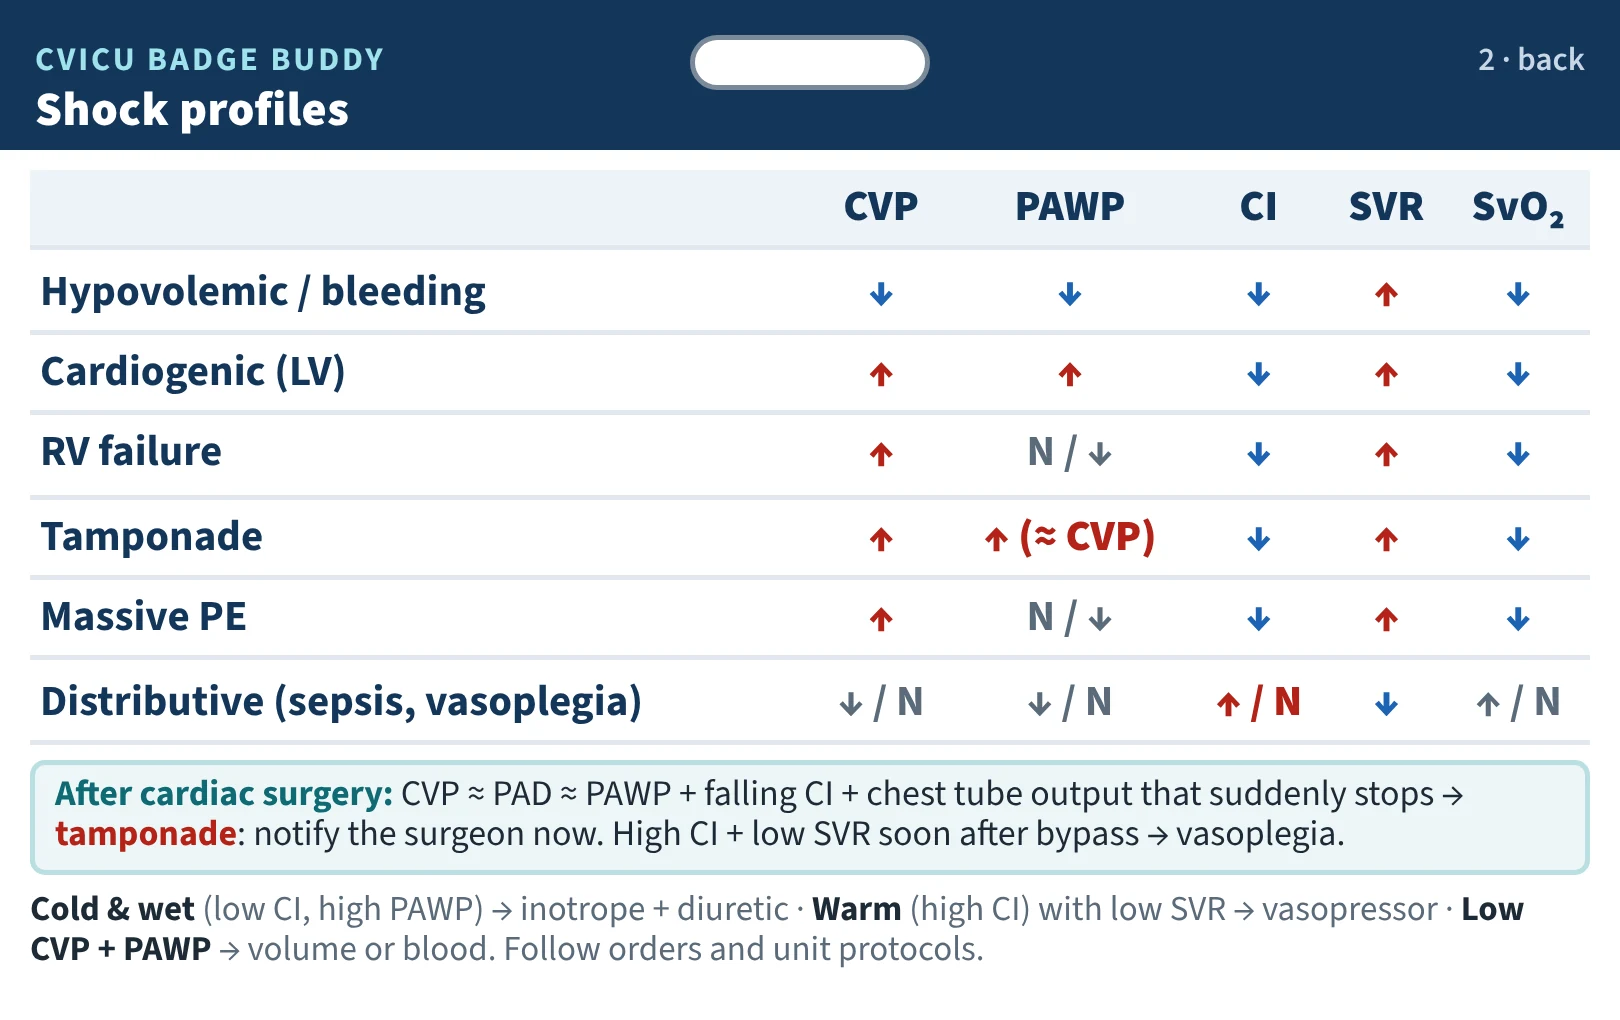 CVICU BADGE BUDDY
2 · back
Shock profiles
CVP PAWP CI SVR SvO₂
Hypovolemic / bleeding ↓ ↓ ↓ ↑ ↓
Cardiogenic (LV) ↑ ↑ ↓ ↑ ↓
RV failure ↑ N / ↓ ↓ ↑ ↓
Tamponade ↑ ↑ (≈ CVP) ↓ ↑ ↓
Massive PE ↑ N / ↓ ↓ ↑ ↓
Distributive (sepsis, vasoplegia) ↓ / N ↓ / N ↑ / N ↓ ↑ / N
After cardiac surgery: CVP ≈ PAD ≈ PAWP + falling CI + chest tube output that suddenly stops →
tamponade: notify the surgeon now. High CI + low SVR soon after bypass → vasoplegia.
Cold & wet (low CI, high PAWP) → inotrope + diuretic · Warm (high CI) with low SVR → vasopressor · Low
CVP + PAWP → volume or blood. Follow orders and unit protocols.